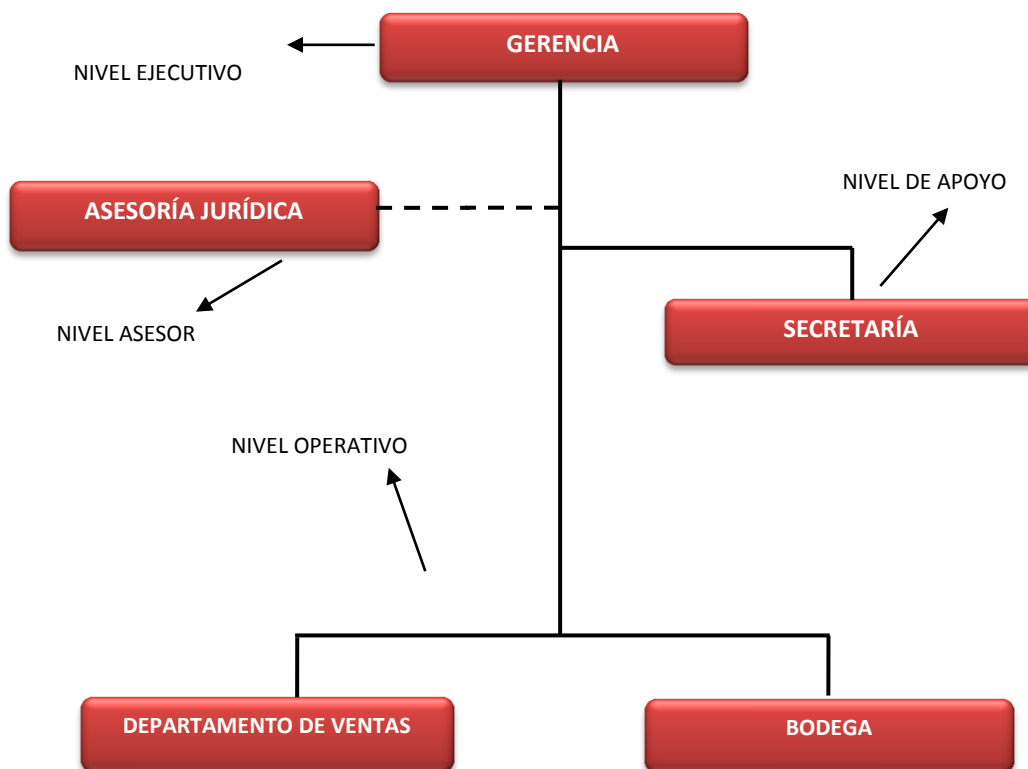 GERENCIA
NIVEL EJECUTIVO
NIVEL DE APOYO
ASESORÍA JURÍDICA
NIVEL ASESOR
SECRETARÍA
NIVEL OPERATIVO
DEPARTAMENTO DE VENTAS
BODEGA